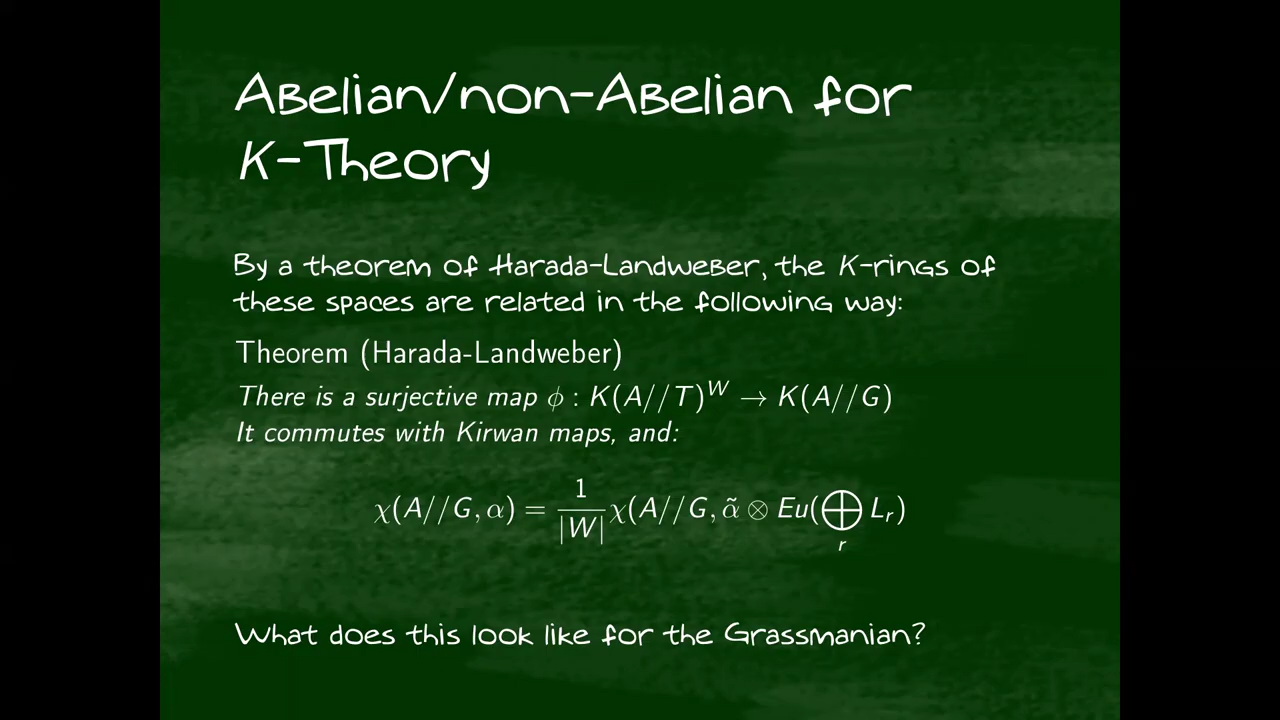 Abelian/non-Abelian for
K-Theory
By a theorem of Harada-Landweber, the K-rings of
these spaces are related in the following way:
Theorem (Harada-Landweber)
There is a surjective map ϕ : K(A//T)^W → K(A//G)
It commutes with Kirwan maps, and:
χ(A//G, α) = \frac{1}{|W|} χ(A//G, α̃ ⊗ Eu(⨁_r L_r)
What does this look like for the Grassmanian?